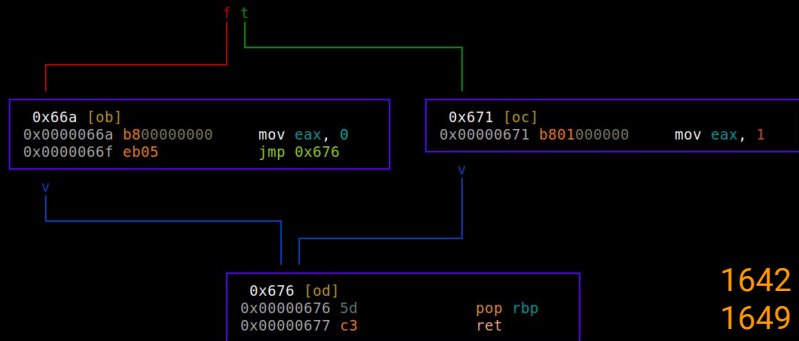 f t
0x66a [ob]
0x0000066a b800000000 mov eax, 0
0x0000066f eb05 jmp 0x676
0x671 [oc]
0x00000671 b801000000 mov eax, 1
v
v
0x676 [od]
0x00000676 5d pop rbp
0x00000677 c3 ret
1642
1649